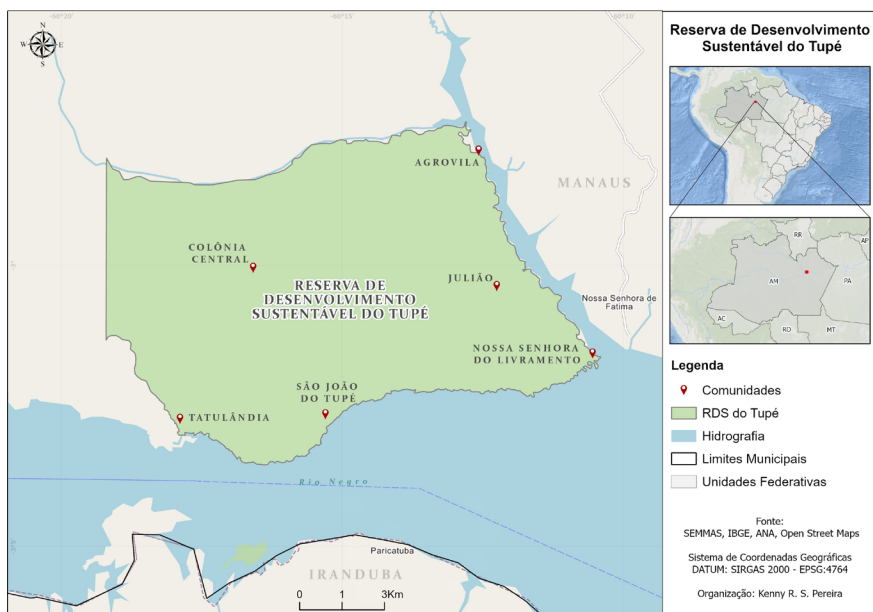 -60°20'
-60°15'
-60°10'
N
W
E
S
AGROVILA
MANAUS
COLÔNIA
CENTRAL
RESERVA DE
DESENVOLVIMENTO
SUSTENTÁVEL DO TUPÉ
JULIÃO
Nossa Senhora de
Fatima
NOSSA SENHORA
DO LIVRAMENTO
SÃO JOÃO
DO TUPÉ
TATULÂNDIA
Rio Negro
Paricatuba
IRANDUBA
0 1 3Km
Reserva de Desenvolvimento
Sustentável do Tupé
RR
AP
AM
PA
AC
RO
MT
Legenda
Comunidades
RDS do Tupé
Hidrografia
Limites Municipais
Unidades Federativas
Fonte:
SEMMAS, IBGE, ANA, Open Street Maps
Sistema de Coordenadas Geográficas
DATUM: SIRGAS 2000 - EPSG:4764
Organização: Kenny R. S. Pereira